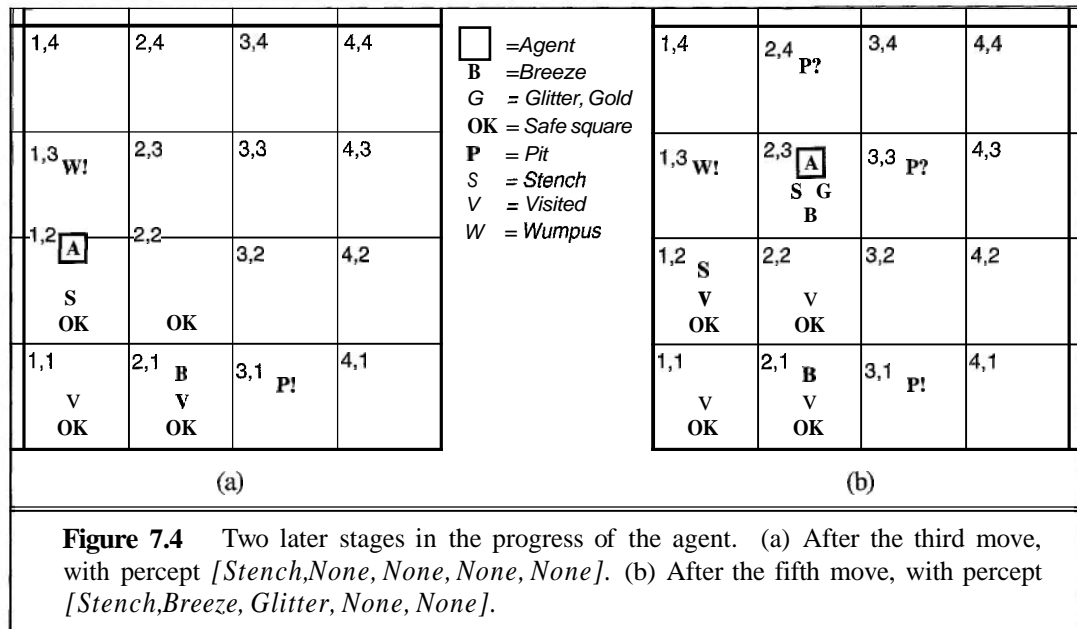 1,4 2,4 3,4 4,4
1,3 W! 2,3 3,3 4,3
1,2 A 2,2 3,2 4,2
S
OK OK
1,1 2,1 B 3,1 P! 4,1
V V
OK OK
(a)
=Agent
B =Breeze
G = Glitter, Gold
OK = Safe square
P = Pit
S = Stench
V = Visited
W = Wumpus
1,4 2,4 P? 3,4 4,4
1,3 W! 2,3 A 3,3 P? 4,3
S G
B
1,2 S 2,2 3,2 4,2
V V
OK OK
1,1 2,1 B 3,1 P! 4,1
V V
OK OK
(b)
Figure 7.4 Two later stages in the progress of the agent. (a) After the third move,
with percept [Stench,None, None, None, None]. (b) After the fifth move, with percept
[Stench,Breeze, Glitter, None, None].